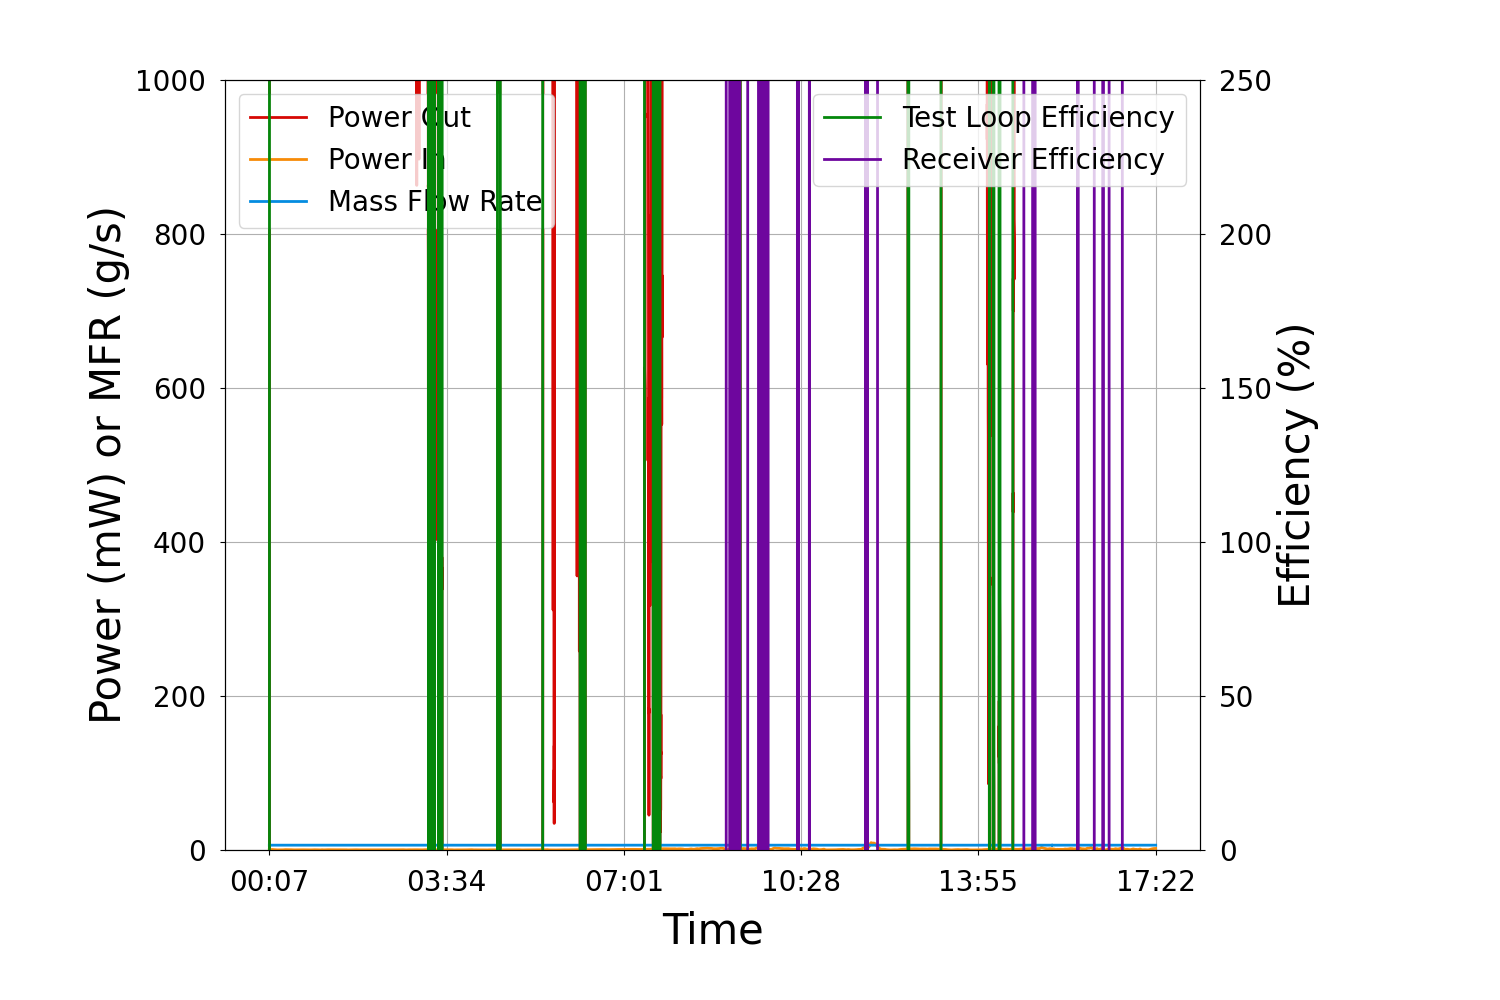 1000
800
600
400
200
0
Power (mW) or MFR (g/s)
Power Out
Power In
Mass Flow Rate
Test Loop Efficiency
Receiver Efficiency
250
200
150
100
50
0
Efficiency (%)
00:07 03:34 07:01 10:28 13:55 17:22
Time